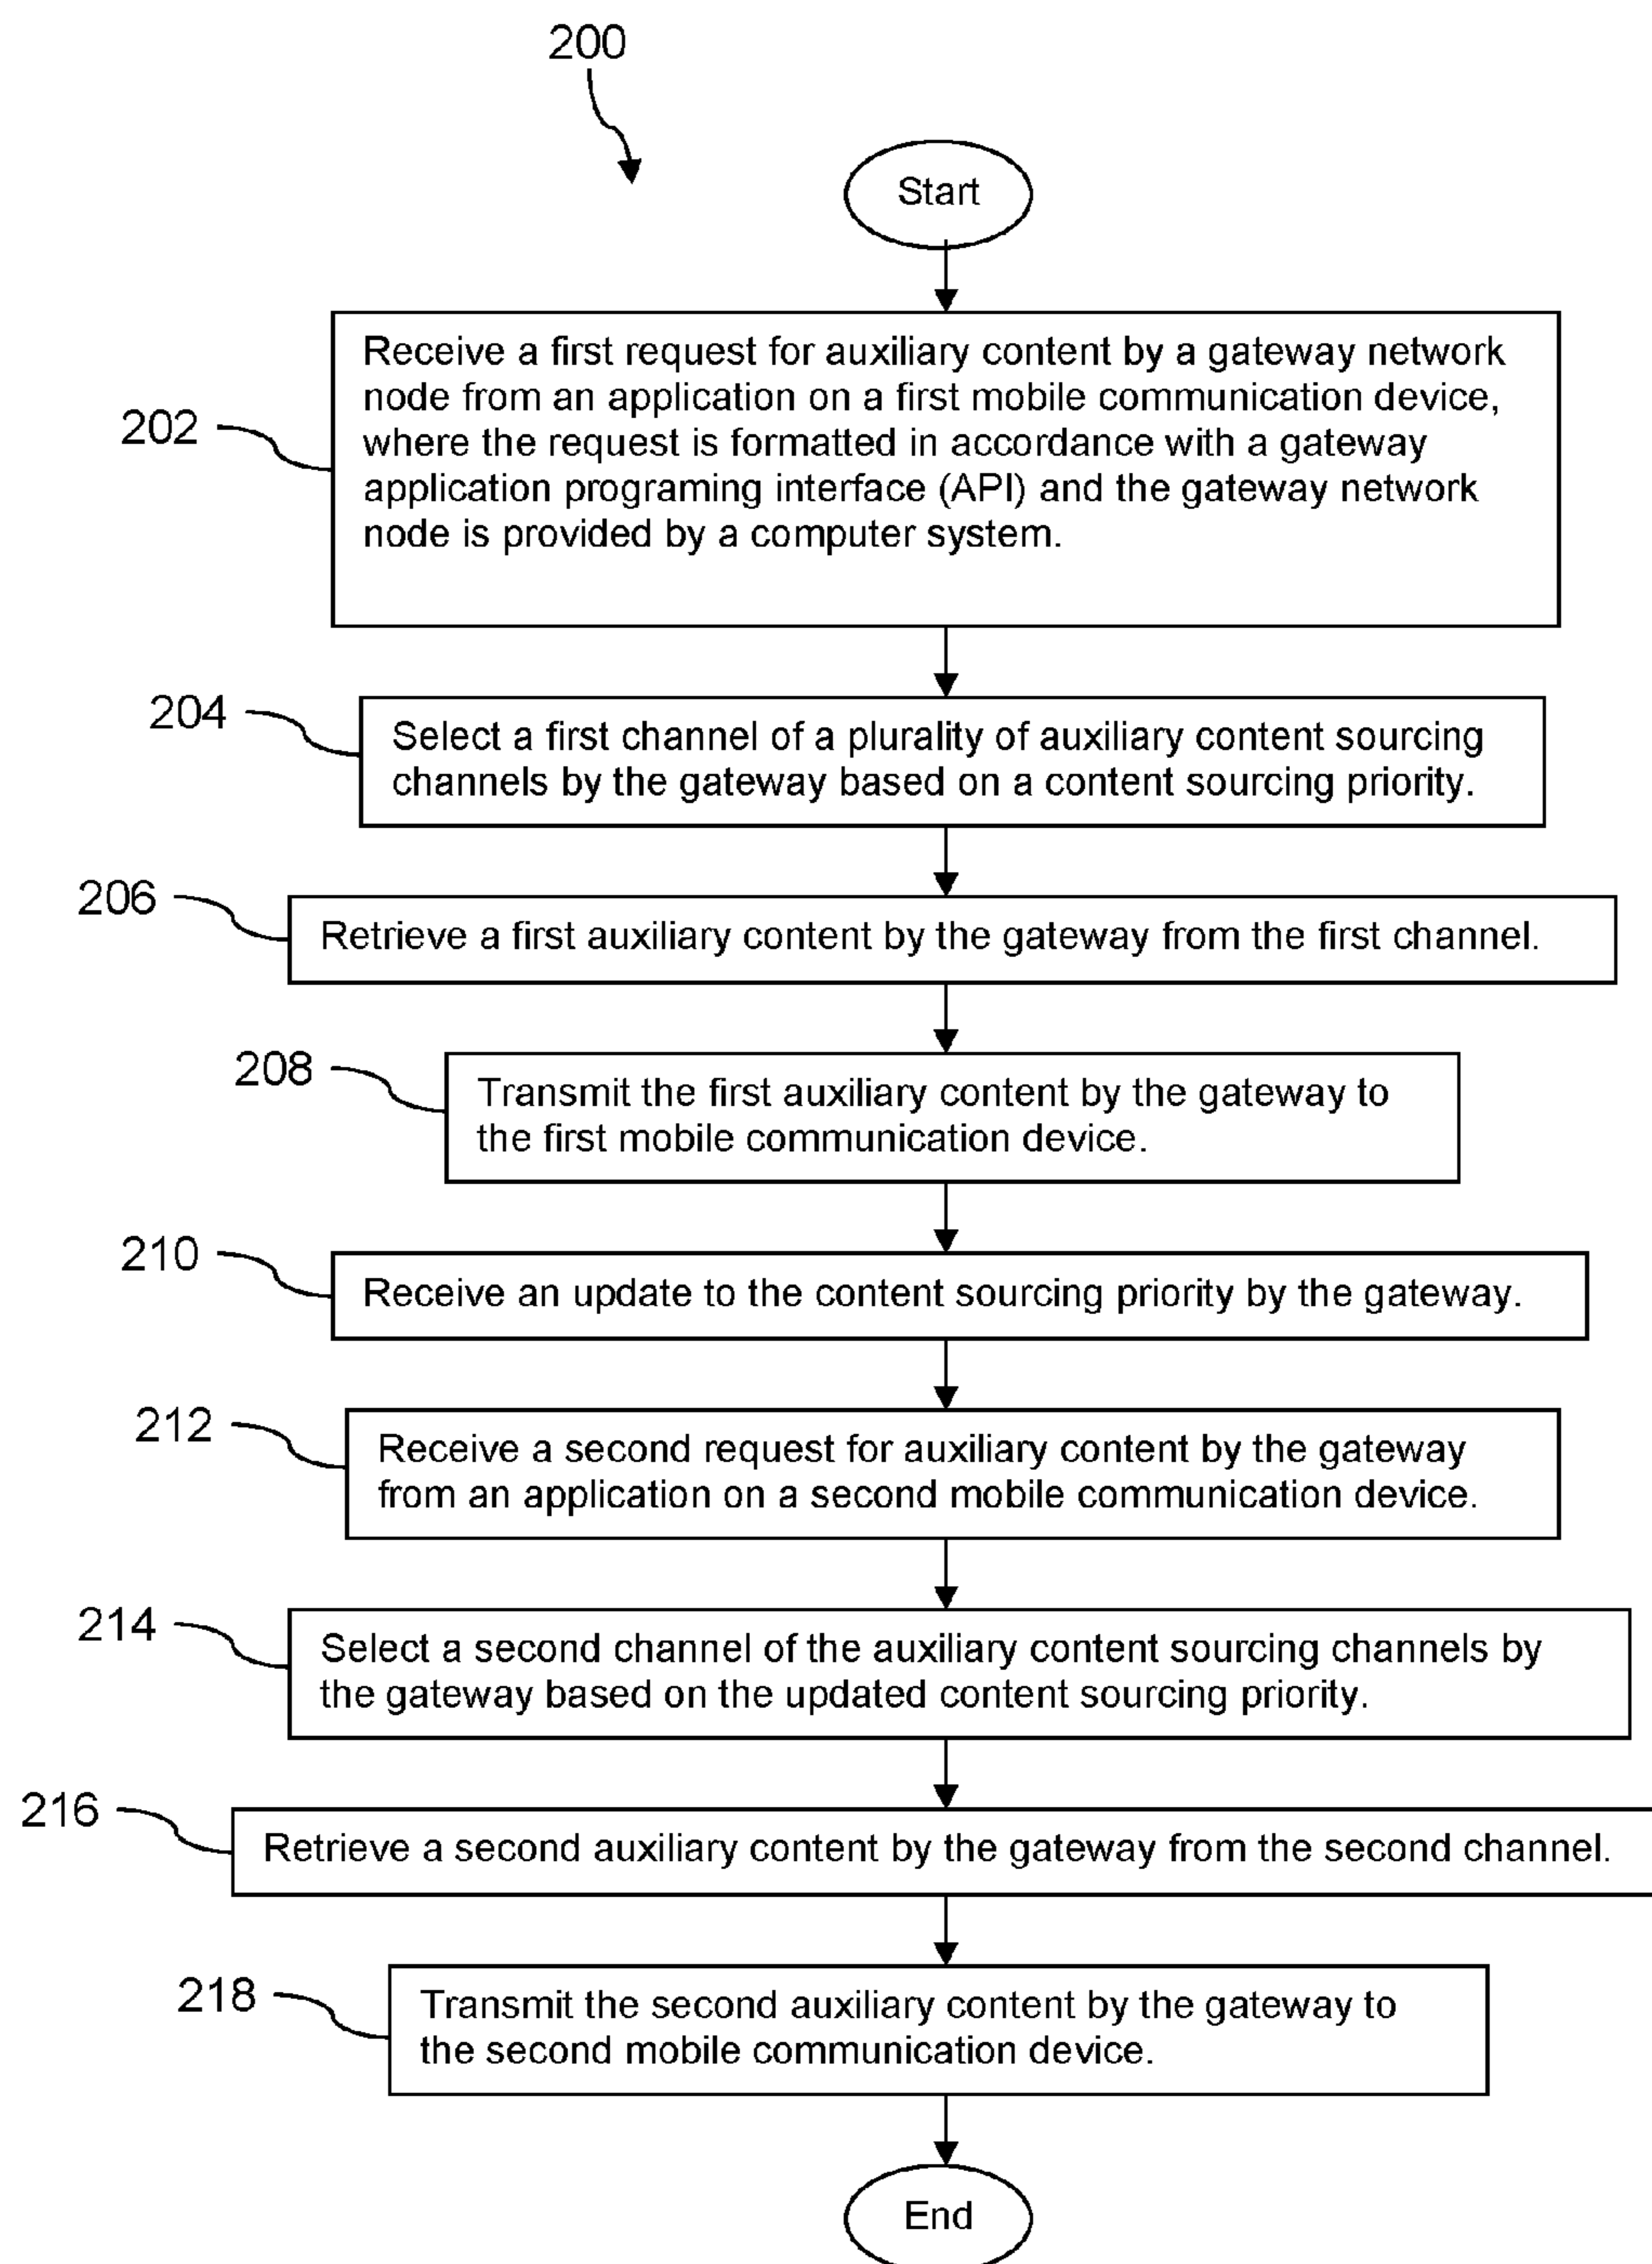 200
Start
202
Receive a first request for auxiliary content by a gateway network
node from an application on a first mobile communication device,
where the request is formatted in accordance with a gateway
application programing interface (API) and the gateway network
node is provided by a computer system.
204
Select a first channel of a plurality of auxiliary content sourcing
channels by the gateway based on a content sourcing priority.
206
Retrieve a first auxiliary content by the gateway from the first channel.
208
Transmit the first auxiliary content by the gateway to
the first mobile communication device.
210
Receive an update to the content sourcing priority by the gateway.
212
Receive a second request for auxiliary content by the gateway
from an application on a second mobile communication device.
214
Select a second channel of the auxiliary content sourcing channels by
the gateway based on the updated content sourcing priority.
216
Retrieve a second auxiliary content by the gateway from the second channel.
218
Transmit the second auxiliary content by the gateway to
the second mobile communication device.
End